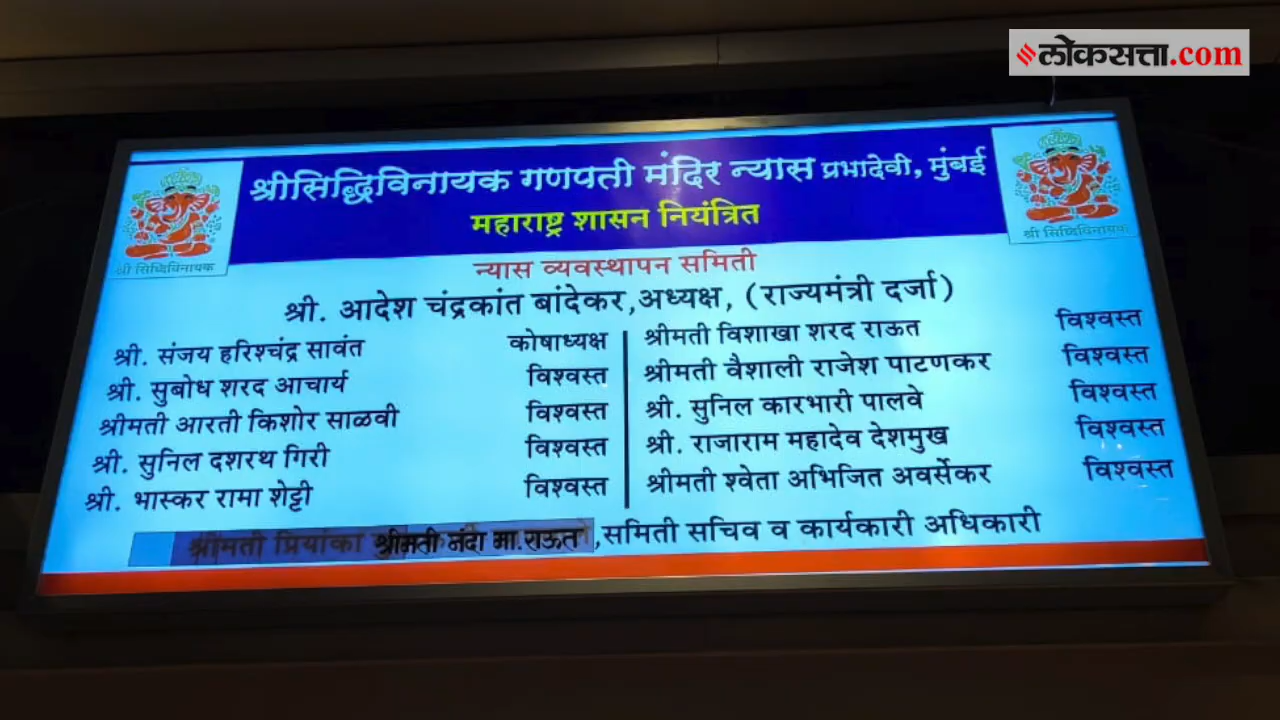 लोकसत्ता.com
श्रीसिद्धिविनायक गणपती मंदिर न्यास प्रभादेवी, मुंबई
महाराष्ट्र शासन नियंत्रित
श्री सिध्दिविनायक
श्री सिध्दिविनायक
न्यास व्यवस्थापन समिती
श्री. आदेश चंद्रकांत बांदेकर,अध्यक्ष, (राज्यमंत्री दर्जा)
श्री. संजय हरिश्चंद्र सावंत कोषाध्यक्ष
श्री. सुबोध शरद आचार्य विश्वस्त
श्रीमती आरती किशोर साळवी विश्वस्त
श्री. सुनिल दशरथ गिरी विश्वस्त
श्री. भास्कर रामा शेट्टी विश्वस्त
श्रीमती विशाखा शरद राऊत विश्वस्त
श्रीमती वैशाली राजेश पाटणकर विश्वस्त
श्री. सुनिल कारभारी पालवे विश्वस्त
श्री. राजाराम महादेव देशमुख विश्वस्त
श्रीमती श्वेता अभिजित अवर्सेकर विश्वस्त
श्रीमती प्रियांका श्रीमती नंदा मा.राऊत ,समिती सचिव व कार्यकारी अधिकारी